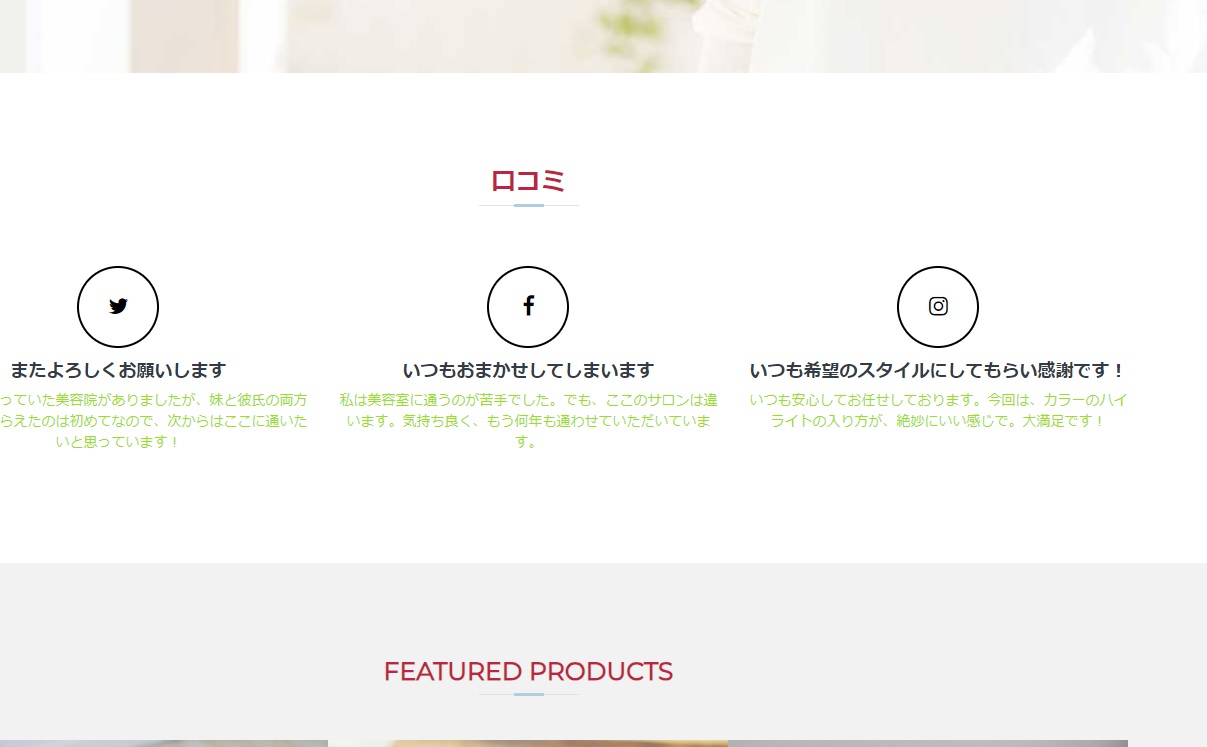 口コミ
またよろしくお願いします
っていた美容院がありましたが、妹と彼氏の両方
らえたのは初めてなので、次からはここに通いた
いと思っています！
いつもおまかせしてしまいます
私は美容室に通うのが苦手でした。でも、ここのサロンは違
います。気持ち良く、もう何年も通わせていただいていま
す。
いつも希望のスタイルにしてもらい感謝です！
いつも安心してお任せしております。今回は、カラーのハイ
ライトの入り方が、絶妙にいい感じで。大満足です！
FEATURED PRODUCTS